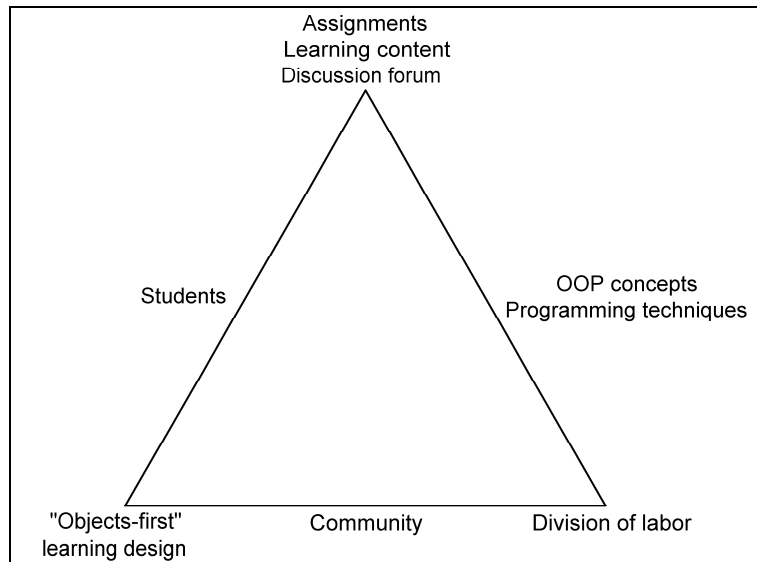 Assignments
Learning content
Discussion forum
Students
OOP concepts
Programming techniques
"Objects-first"
learning design
Community
Division of labor